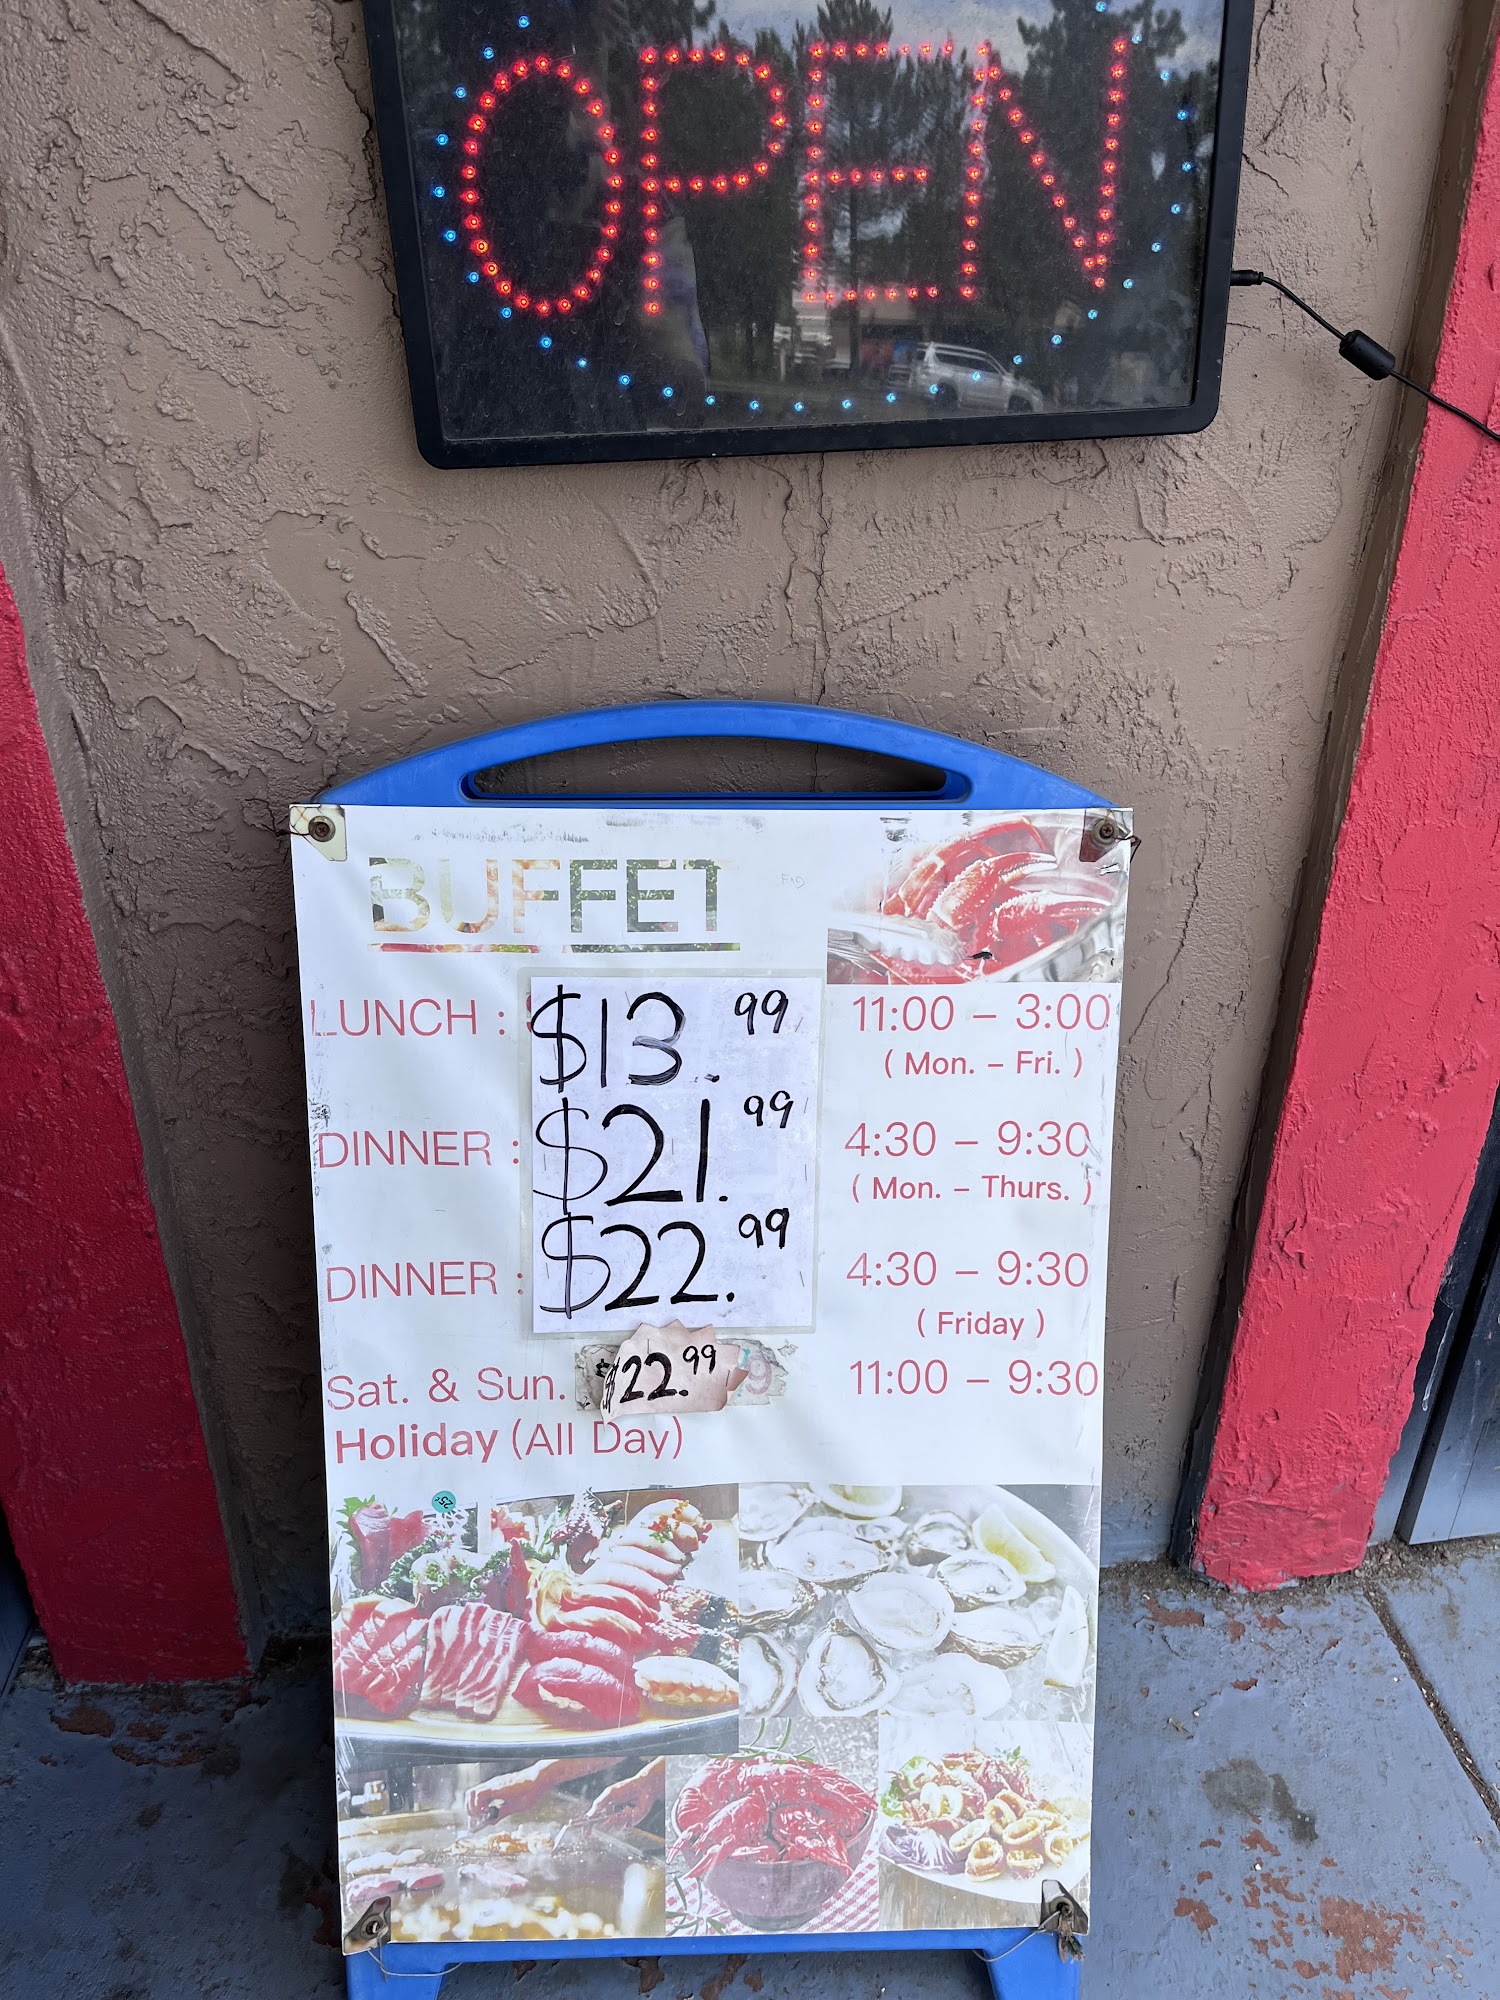 OPEN
BUFFET
LUNCH : $13.99 11:00 – 3:00
( Mon. – Fri. )
DINNER : $21.99 4:30 – 9:30
( Mon. – Thurs. )
DINNER : $22.99 4:30 – 9:30
( Friday )
Sat. & Sun. $22.99 11:00 – 9:30
Holiday (All Day)
25¢